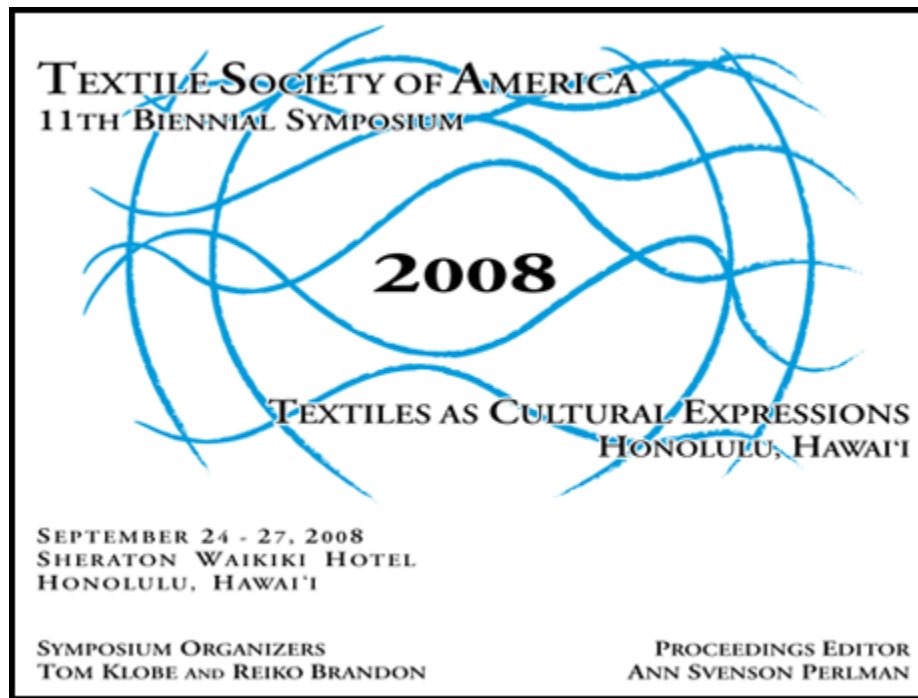 TEXTILE SOCIETY OF AMERICA
11TH BIENNIAL SYMPOSIUM
2008
TEXTILES AS CULTURAL EXPRESSIONS
HONOLULU, HAWAI‘I
SEPTEMBER 24 - 27, 2008
SHERATON WAIKIKI HOTEL
HONOLULU, HAWAI‘I
SYMPOSIUM ORGANIZERS
TOM KLOBE AND REIKO BRANDON
PROCEEDINGS EDITOR
ANN SVENSON PERLMAN